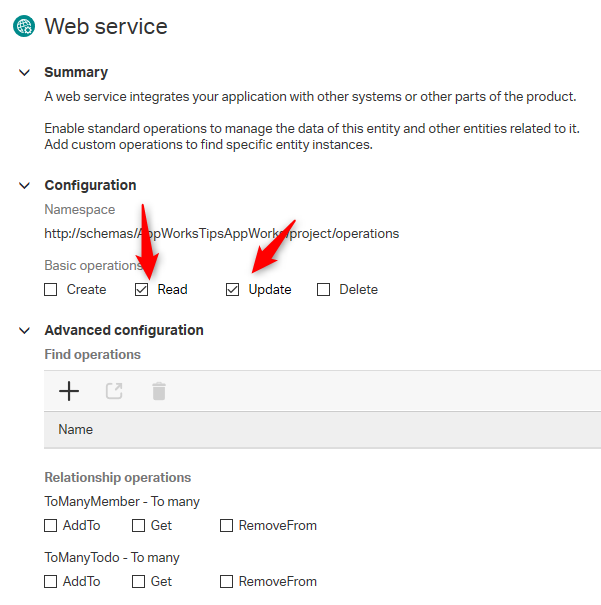 Web service
Summary
A web service integrates your application with other systems or other parts of the product.
Enable standard operations to manage the data of this entity and other entities related to it.
Add custom operations to find specific entity instances.
Configuration
Namespace
http://schemas/AppWorksTipsAppWorks/project/operations
Basic operations
Create Read Update Delete
Advanced configuration
Find operations
Name
Relationship operations
ToManyMember - To many
AddTo Get RemoveFrom
ToManyTodo - To many
AddTo Get RemoveFrom